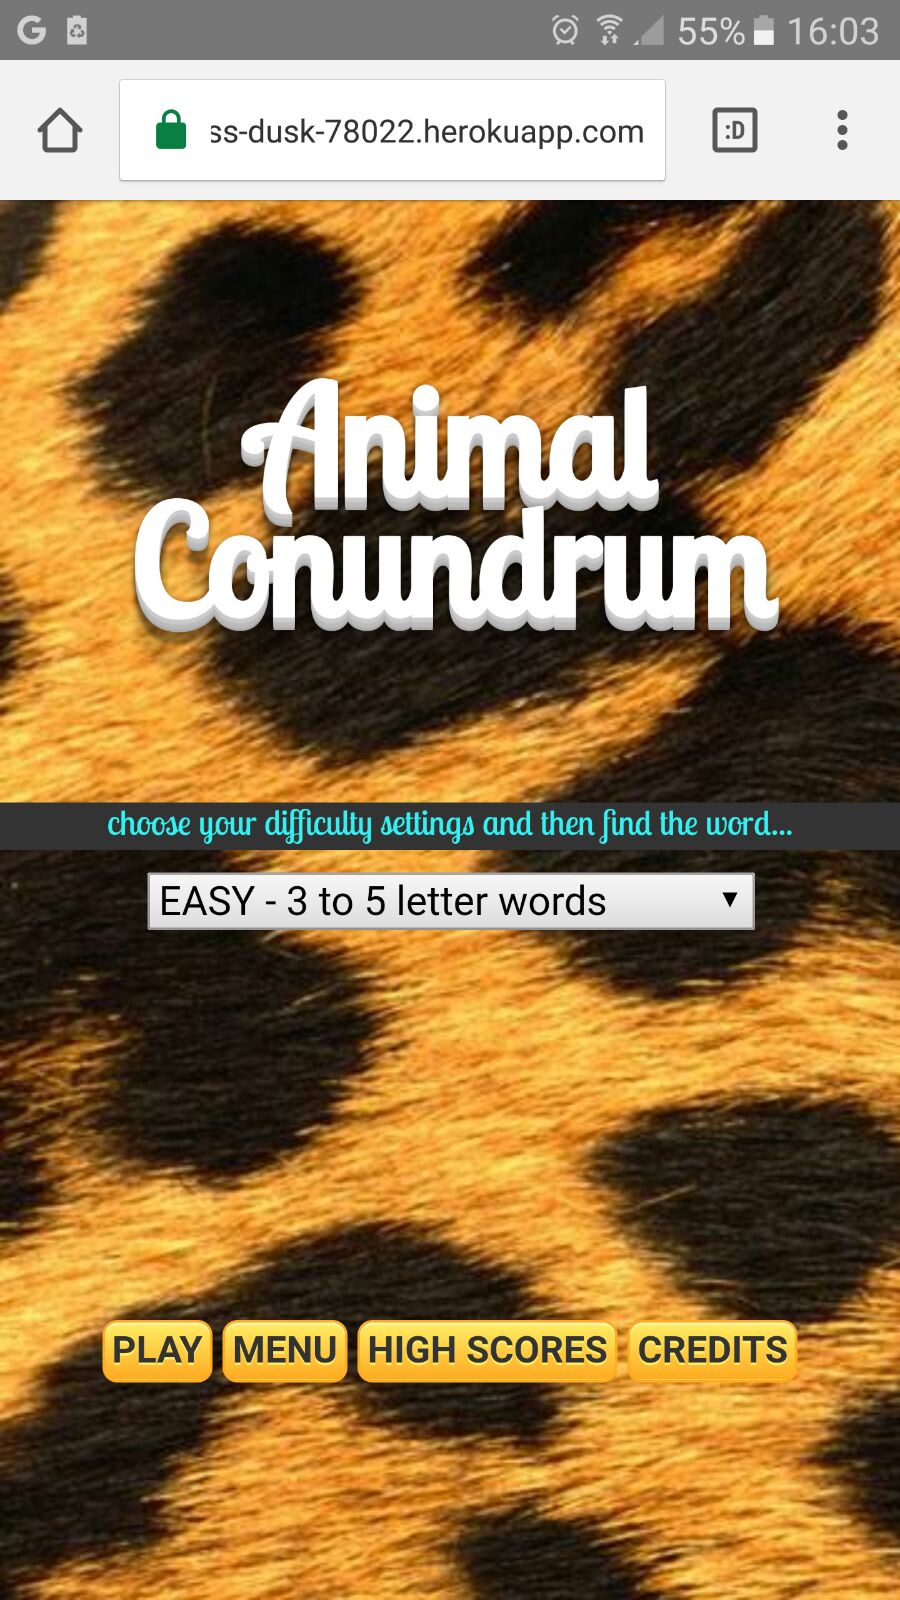 55% 16:03
ss-dusk-78022.herokuapp.com :D
Animal
Conundrum
choose your difficulty settings and then find the word...
EASY - 3 to 5 letter words
PLAY MENU HIGH SCORES CREDITS